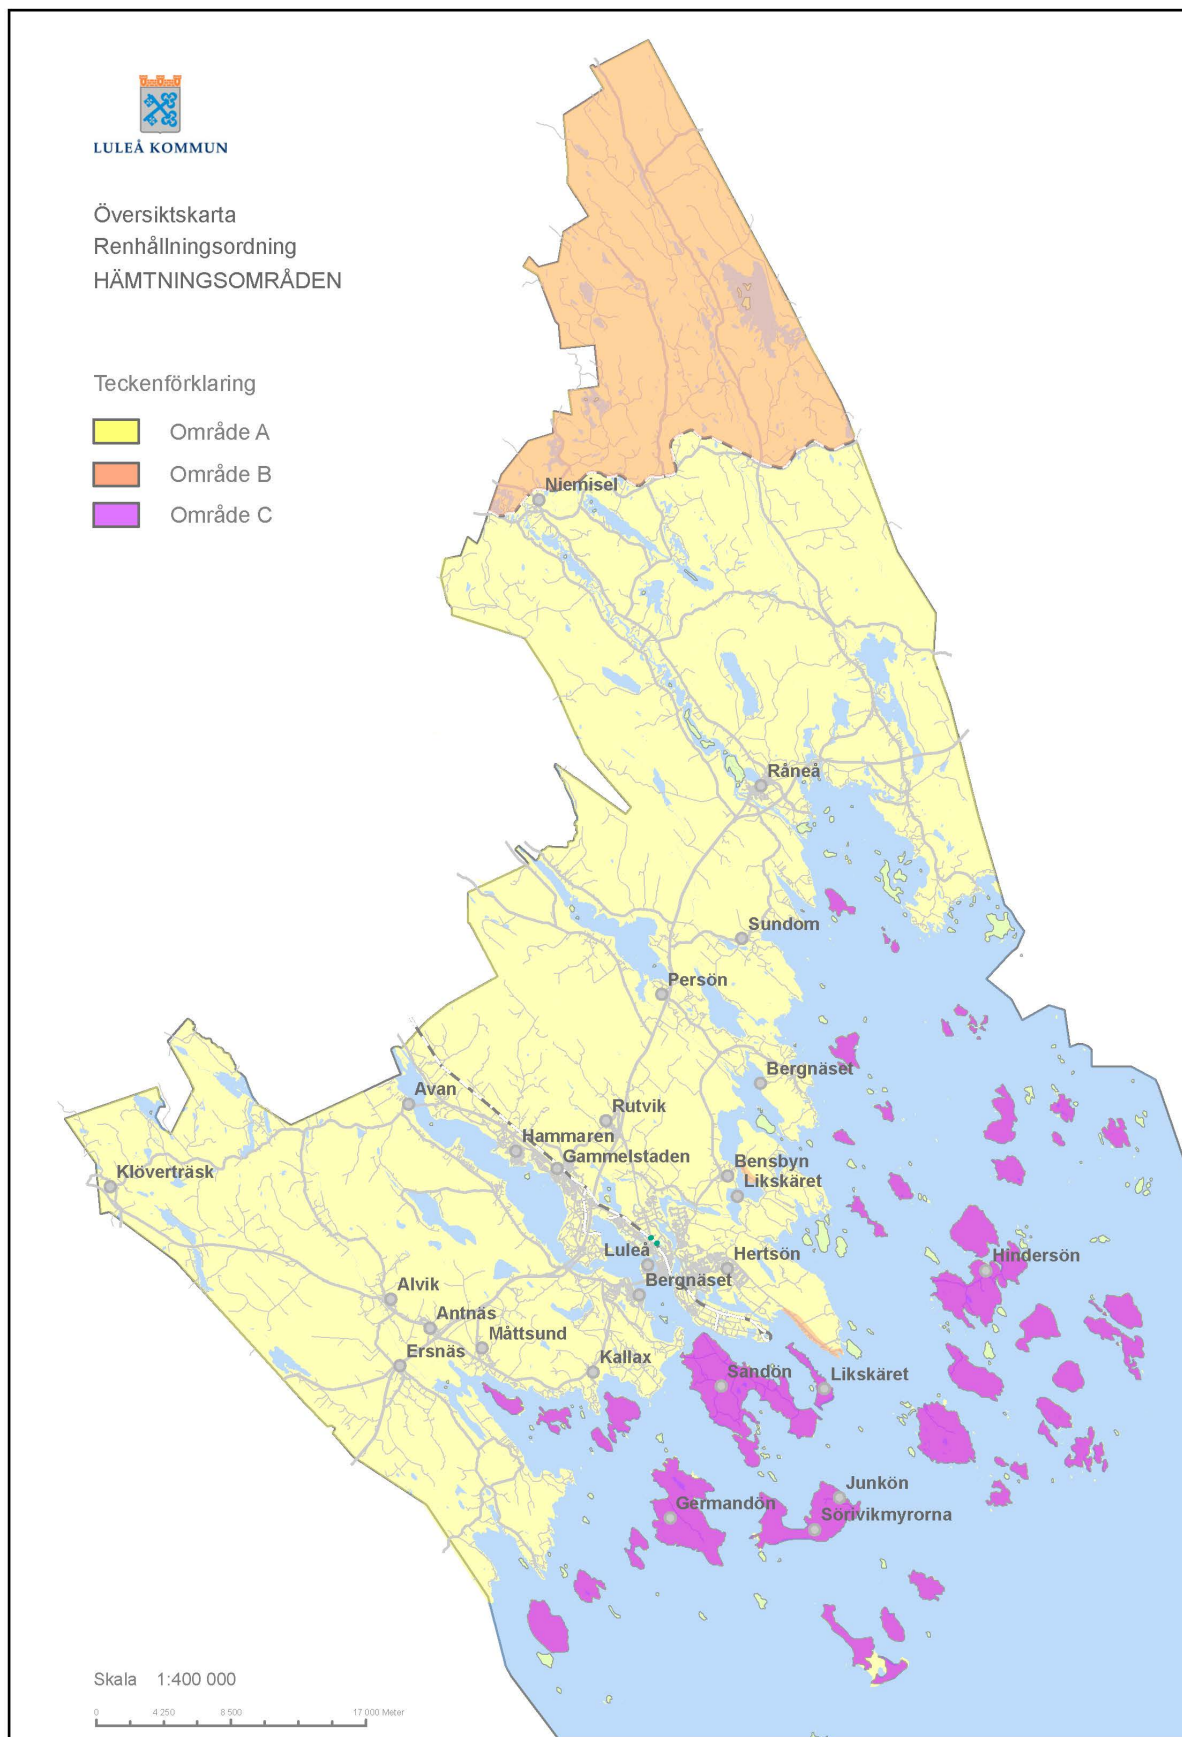 LULEÅ KOMMUN
Översiktskarta
Renhållningsordning
HÄMTNINGSOMRÅDEN
Teckenförklaring
Område A
Område B
Område C
Niemisel
Råneå
Sundom
Persön
Bergnäset
Avan
Rutvik
Hammaren
Gammelstaden
Klöverträsk
Bensbyn
Likskäret
Luleå
Hertsön
Hindersön
Bergnäset
Alvik
Antnäs
Måttsund
Ersnäs
Kallax
Sandön
Likskäret
Junkön
Germandön
Sörivikmyrorna
Skala 1:400 000
0 4 250 8 500 17 000 Meter